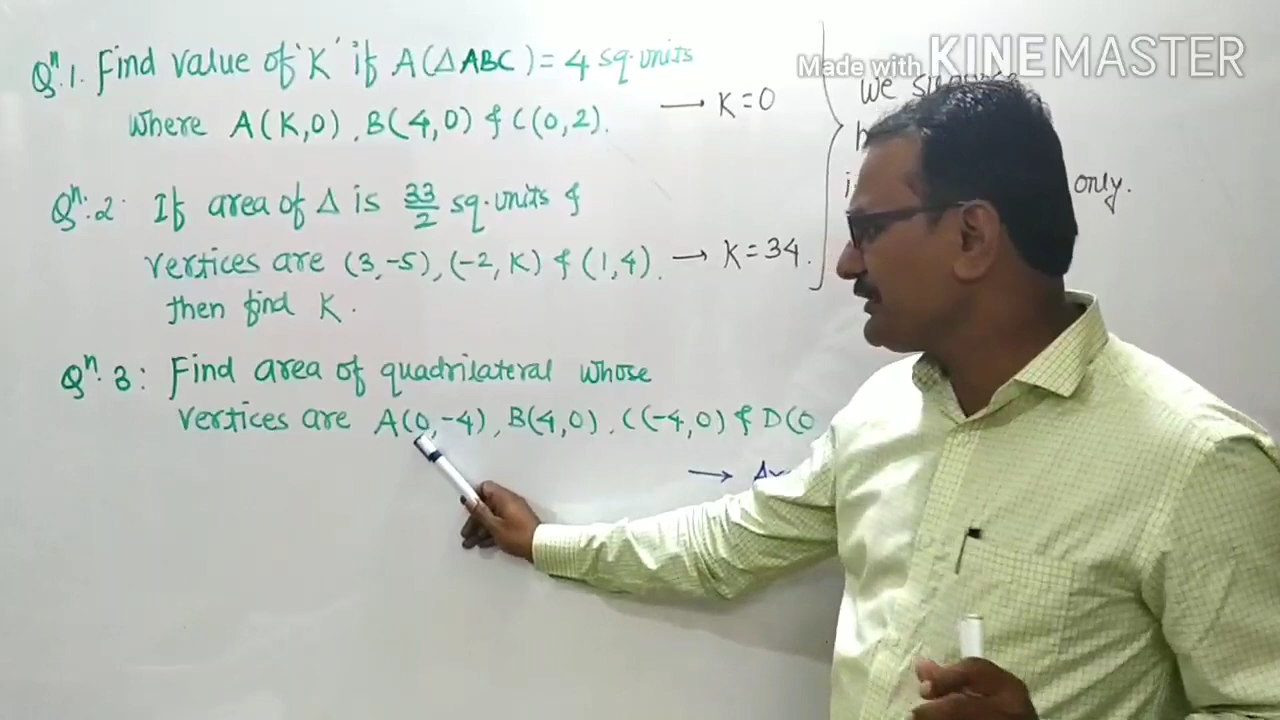 Qⁿ.1. Find value of 'K' if A(△ABC) = 4 sq.units
where A(K,0), B(4,0) & C(0,2).
→ K=0
Qⁿ.2. If area of △ is 33/2 sq.units &
vertices are (3,-5), (-2, K) & (1,4).
→ K=34.
then find K.
Qⁿ.3: Find area of quadrilateral whose
vertices are A(0,-4), B(4,0), C(-4,0) & D(0
→
Made with KINEMASTER
we
only.